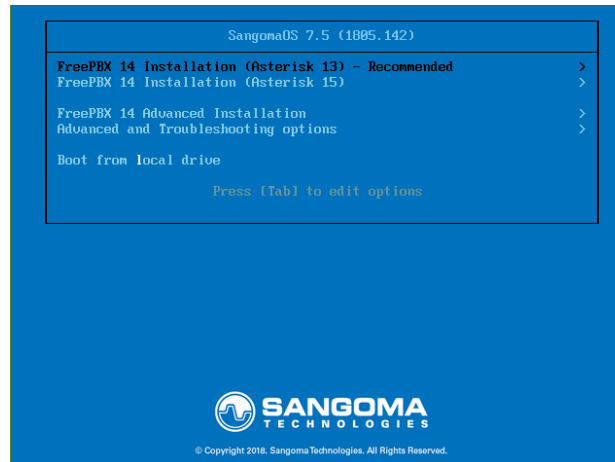 SangomaOS 7.5 (1805.142)
FreePBX 14 Installation (Asterisk 13) - Recommended >
FreePBX 14 Installation (Asterisk 15) >
FreePBX 14 Advanced Installation >
Advanced and Troubleshooting options >
Boot from local drive
Press [Tab] to edit options
SANGOMA
TECHNOLOGIES
© Copyright 2018. Sangoma Technologies. All Rights Reserved.